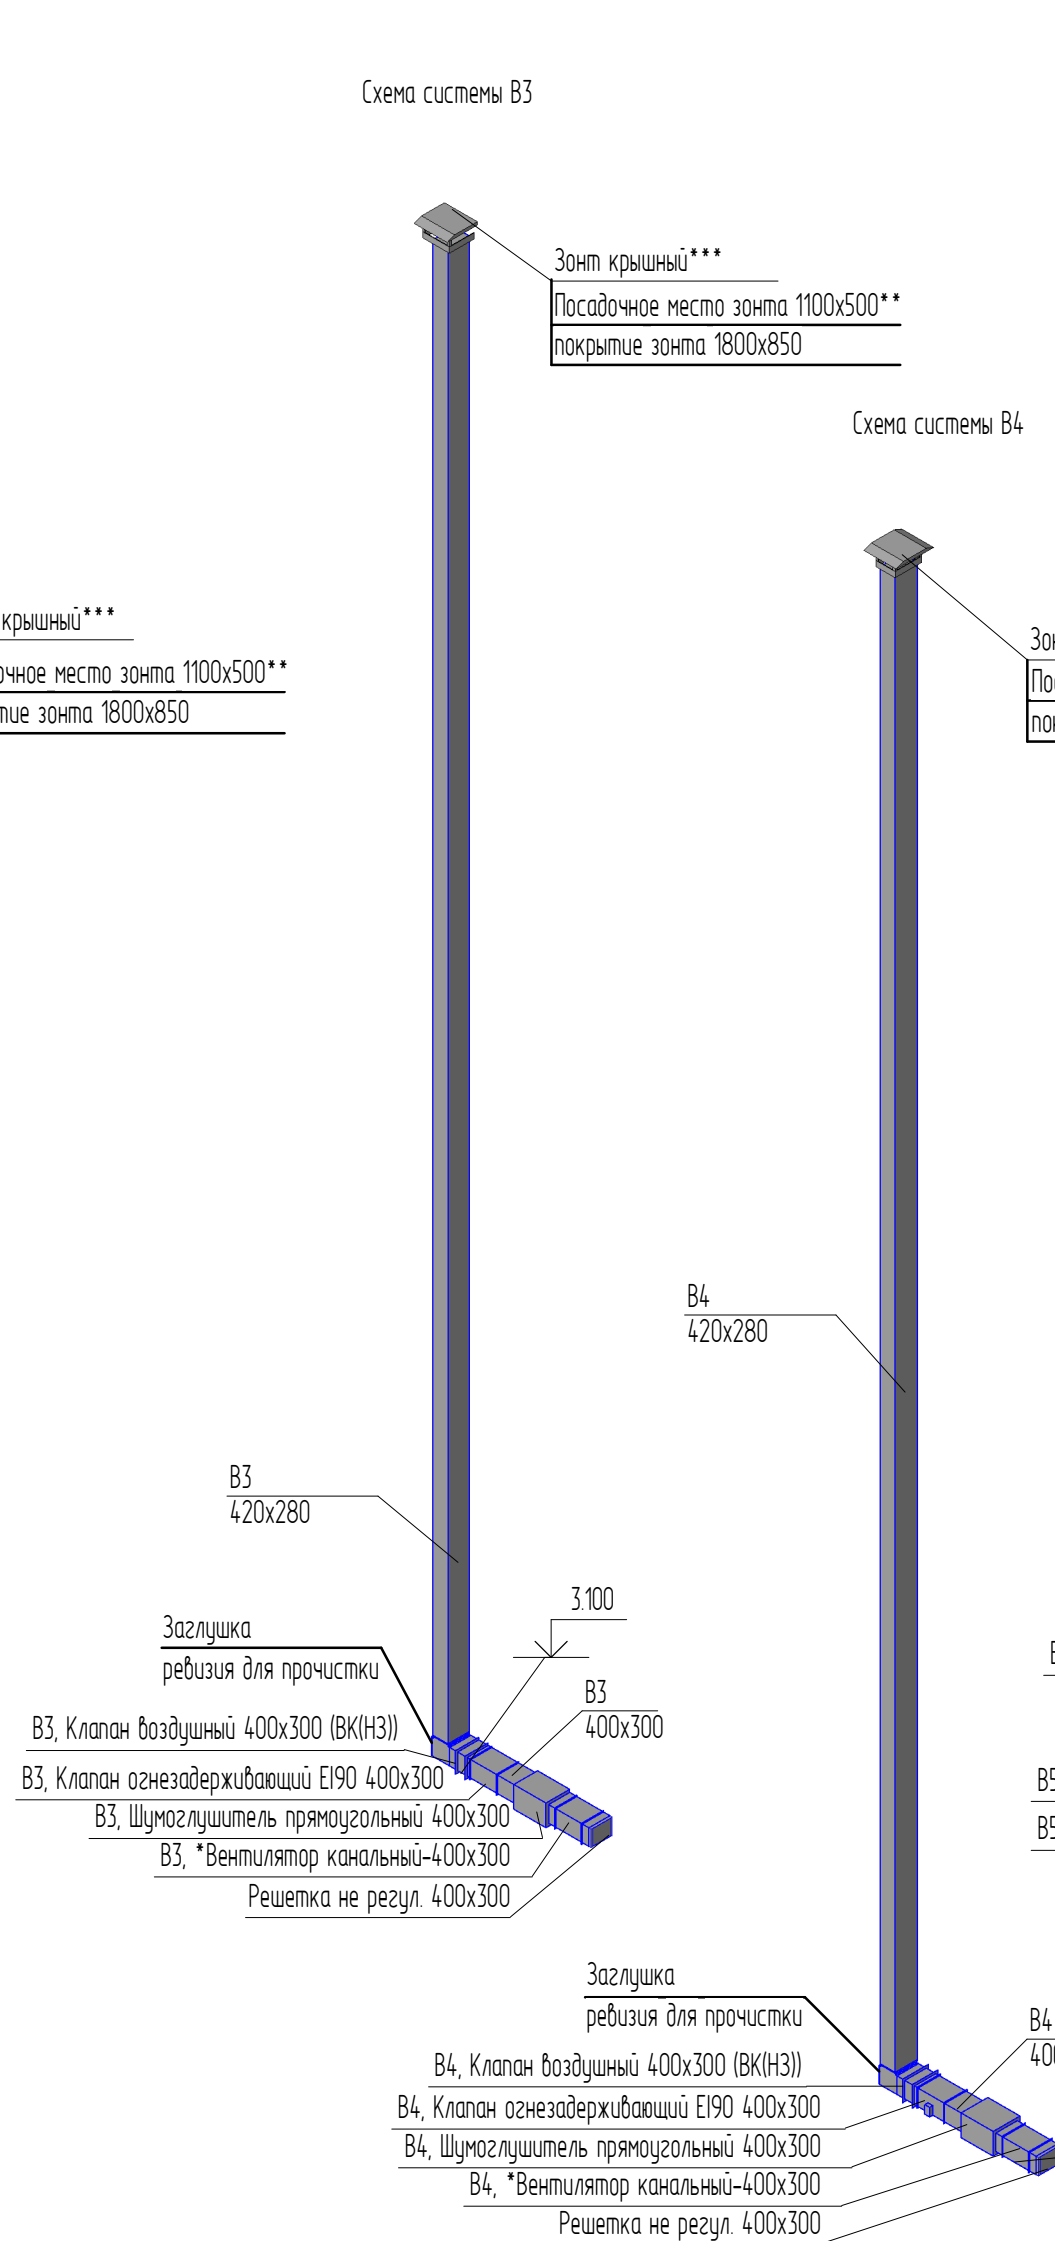 Схема системы В3
Зонт крышный***
Посадочное место зонта 1100х500**
покрытие зонта 1800х850
Схема системы В4
крышный***
место зонта 1100х500**
зонта 1800х850
В4
420х280
В3
420х280
3.100
Заглушка
ревизия для прочистки
В3
400х300
В3, Клапан воздушный 400х300 (ВК(НЗ))
В3, Клапан огнезадерживающий EI90 400х300
В3, Шумоглушитель прямоугольный 400х300
В3, *Вентилятор канальный-400х300
Решетка не регул. 400х300
В5
В5
Заглушка
ревизия для прочистки
В4
В4, Клапан воздушный 400х300 (ВК(НЗ))
В4, Клапан огнезадерживающий EI90 400х300
В4, Шумоглушитель прямоугольный 400х300
В4, *Вентилятор канальный-400х300
Решетка не регул. 400х300